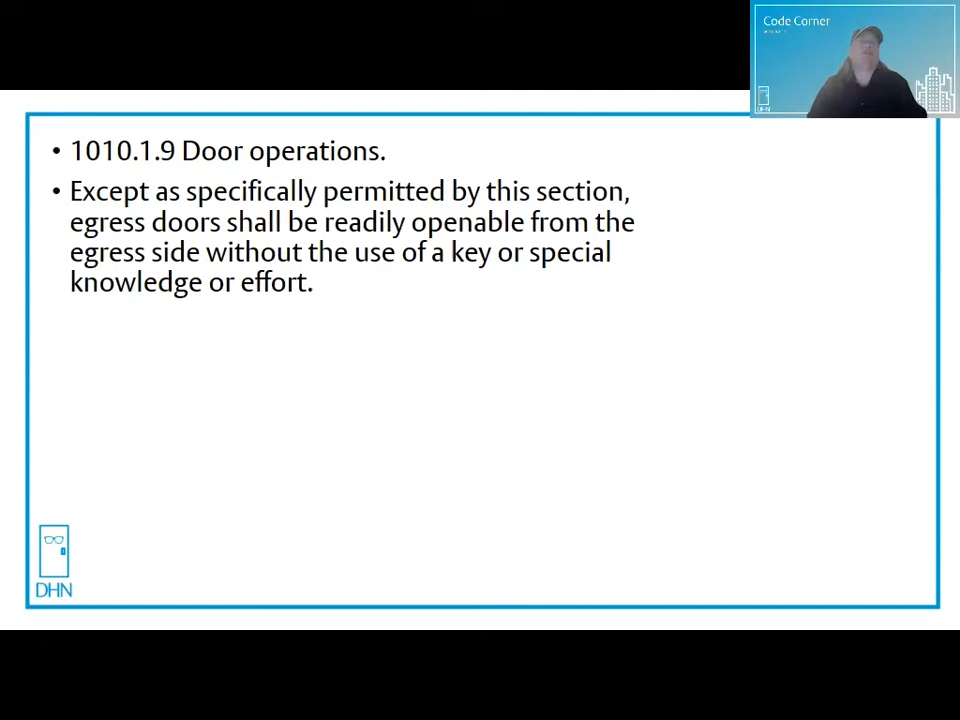 Code Corner
• 1010.1.9 Door operations.
• Except as specifically permitted by this section,
egress doors shall be readily openable from the
egress side without the use of a key or special
knowledge or effort.
DHN
DHN